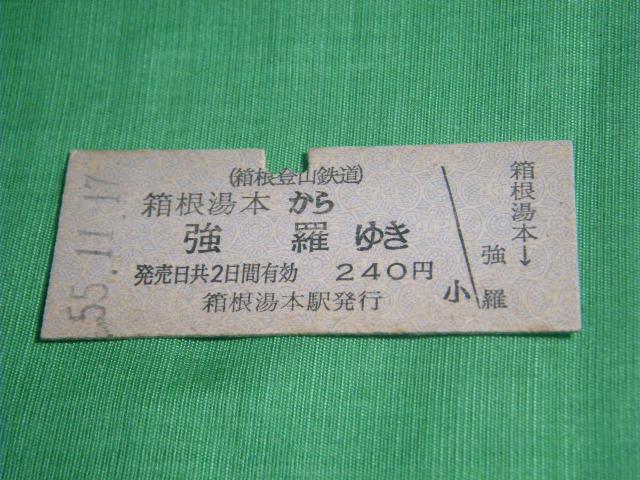 55.11.17
(箱根登山鉄道)
箱根湯本から
強羅ゆき
発売日共2日間有効 240円
箱根湯本駅発行
小
箱根湯本→
強羅